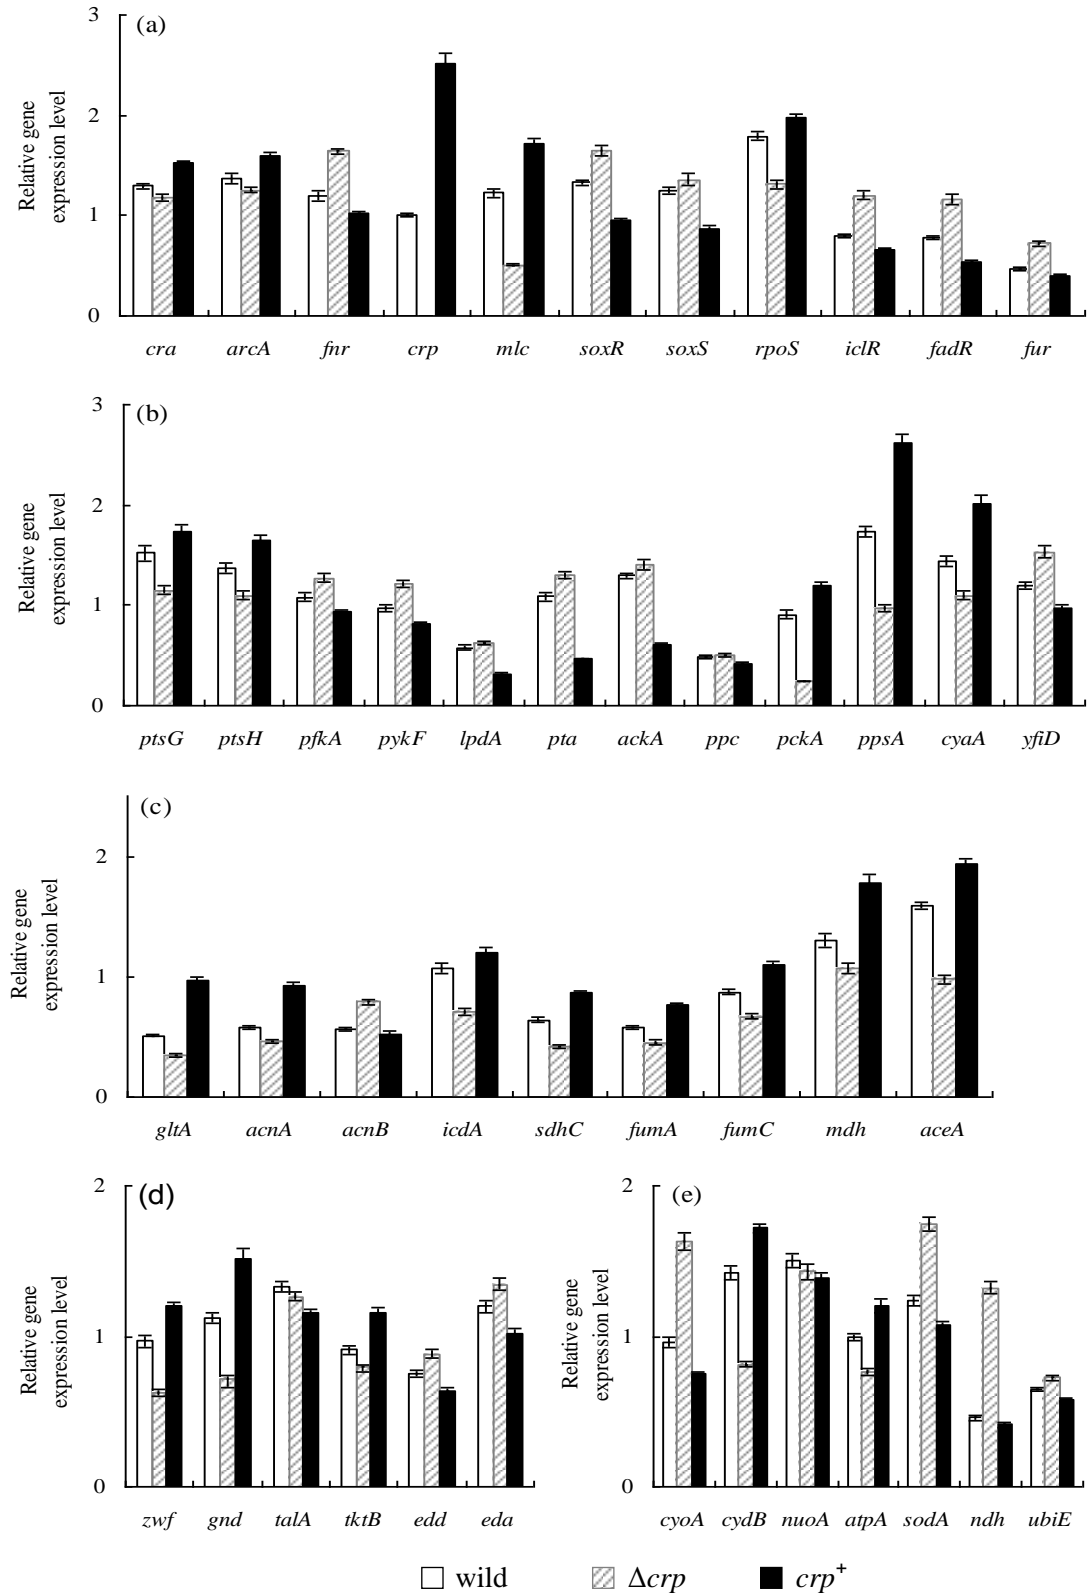 (a)
3
2
1
0
Relative gene
expression level
cra arcA fnr crp mlc soxR soxS rpoS iclR fadR fur
(b)
3
2
1
0
Relative gene
expression level
ptsG ptsH pfkA pykF lpdA pta ackA ppc pckA ppsA cyaA yfiD
(c)
2
1
0
Relative gene
expression level
gltA acnA acnB icdA sdhC fumA fumC mdh aceA
(d)
2
1
0
Relative gene
expression level
zwf gnd talA tktB edd eda
(e)
2
1
0
Relative gene
expression level
cyoA cydB nuoA atpA sodA ndh ubiE
wild Δcrp crp⁺